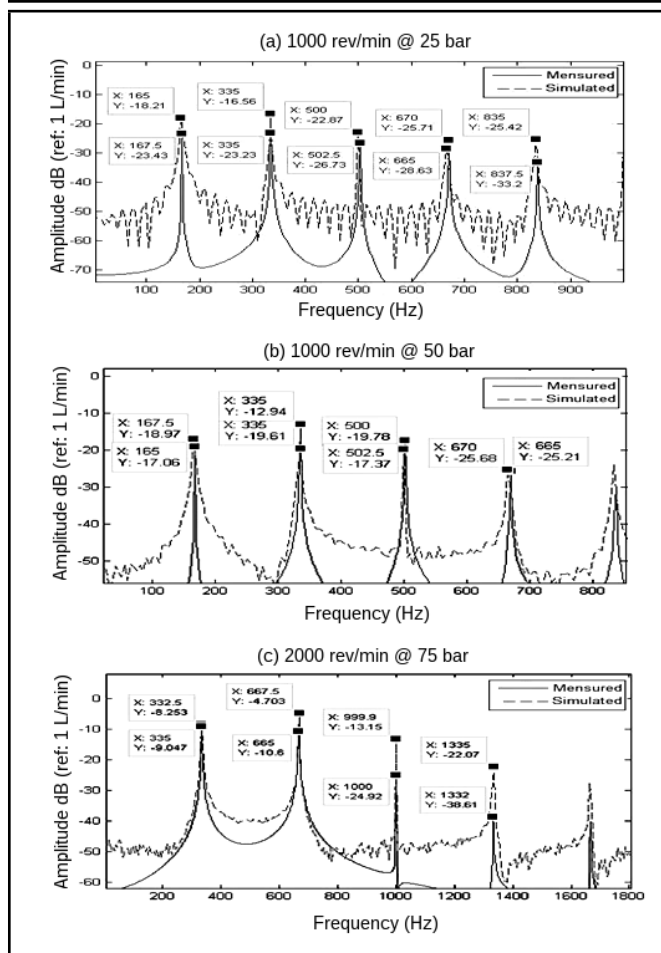 (a) 1000 rev/min @ 25 bar
Amplitude dB (ref: 1 L/min)
0
-10
-20
-30
-40
-50
-60
-70
X: 165
Y: -18.21
X: 167.5
Y: -23.43
X: 335
Y: -16.56
X: 335
Y: -23.23
X: 500
Y: -22.87
X: 502.5
Y: -26.73
X: 670
Y: -25.71
X: 665
Y: -28.63
X: 835
Y: -25.42
X: 837.5
Y: -33.2
Mensured
Simulated
100 200 300 400 500 600 700 800 900
Frequency (Hz)
(b) 1000 rev/min @ 50 bar
Amplitude dB (ref: 1 L/min)
0
-10
-20
-30
-40
-50
X: 167.5
Y: -18.97
X: 165
Y: -17.06
X: 335
Y: -12.94
X: 335
Y: -19.61
X: 500
Y: -19.78
X: 502.5
Y: -17.37
X: 670
Y: -25.68
X: 665
Y: -25.21
Mensured
Simulated
100 200 300 400 500 600 700 800
Frequency (Hz)
(c) 2000 rev/min @ 75 bar
Amplitude dB (ref: 1 L/min)
0
-10
-20
-30
-40
-50
-60
X: 332.5
Y: -8.253
X: 335
Y: -9.047
X: 667.5
Y: -4.703
X: 665
Y: -10.6
X: 999.9
Y: -13.15
X: 1000
Y: -24.92
X: 1335
Y: -22.07
X: 1332
Y: -38.61
Mensured
Simulated
200 400 600 800 1000 1200 1400 1600 1800
Frequency (Hz)